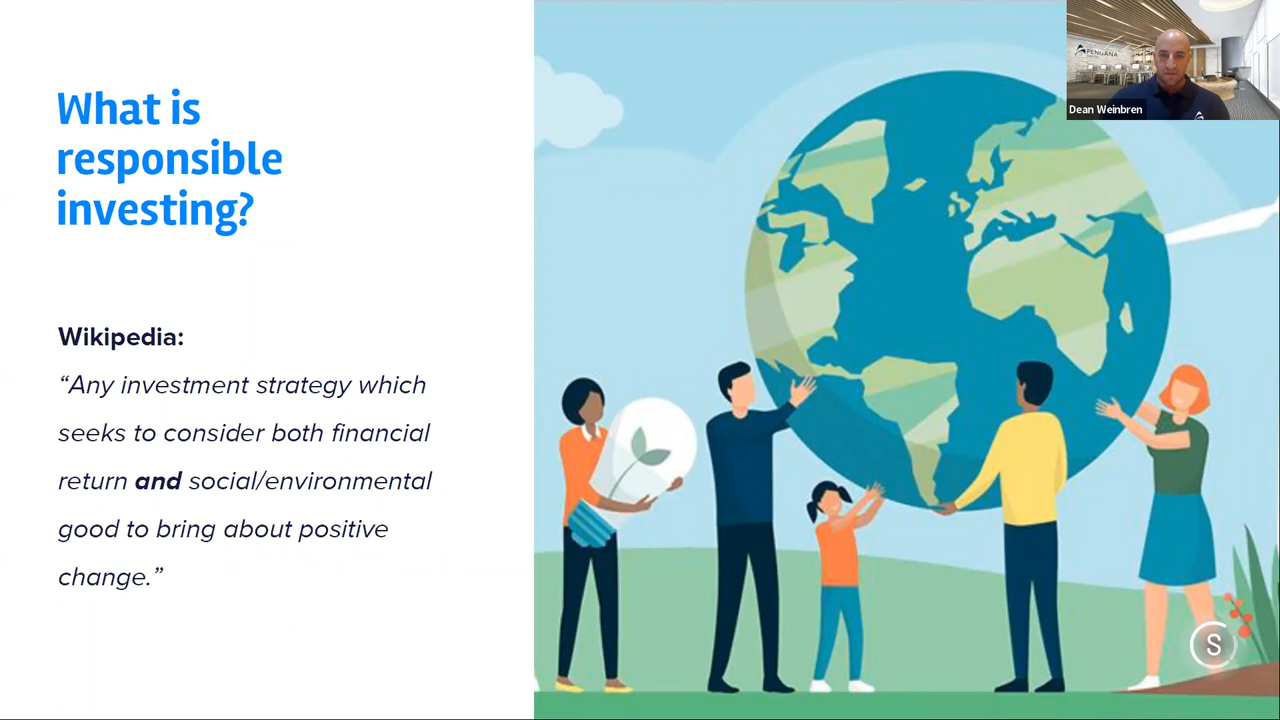 What is
responsible
investing?
Wikipedia:
“Any investment strategy which
seeks to consider both financial
return and social/environmental
good to bring about positive
change.”
PENGANA
Dean Weinbren
S